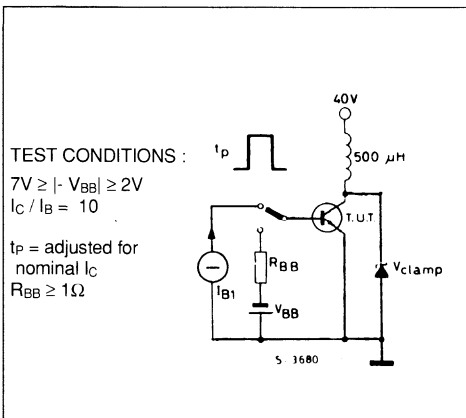 TEST CONDITIONS :
7V ≥ |- VBB| ≥ 2V
IC / IB = 10
tP = adjusted for
nominal IC
RBB ≥ 1Ω
tp
40V
500 μH
T.U.T.
IB1
RBB
VBB
Vclamp
S. 3680